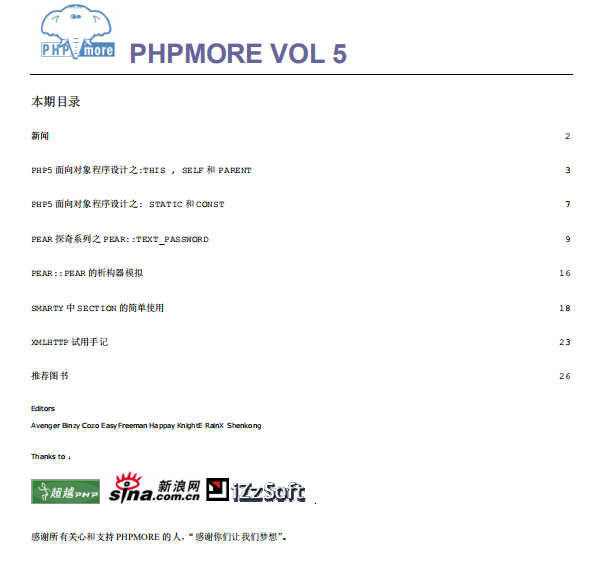 PHP more PHPMORE VOL 5
本期目录
新闻 2
PHP5 面向对象程序设计之:THIS , SELF 和 PARENT 3
PHP5 面向对象程序设计之: STATIC 和 CONST 7
PEAR 探奇系列之 PEAR::TEXT_PASSWORD 9
PEAR::PEAR 的析构器模拟 16
SMARTY 中 SECTION 的简单使用 18
XMLHTTP 试用手记 23
推荐图书 26
Editors
Avenger Binzy Cozo EasyFreeman Happay KnightE RainX Shenkong
Thanks to :
超越PHP sina 新浪网 .com.cn 1ZzSoft .
感谢所有关心和支持 PHPMORE 的人，“感谢你们让我们梦想”。